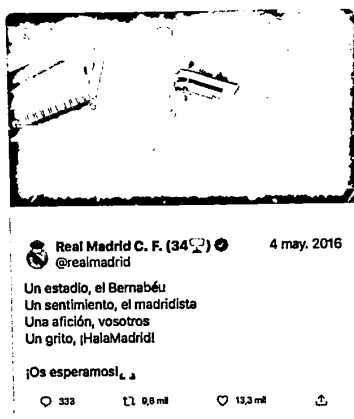 Real Madrid C. F. (34🏆) 4 may. 2016
@realmadrid
Un estadio, el Bernabéu
Un sentimiento, el madridista
Una afición, vosotros
Un grito, ¡HalaMadrid!
¡Os esperamos!
333 9,8 mil 13,3 mil